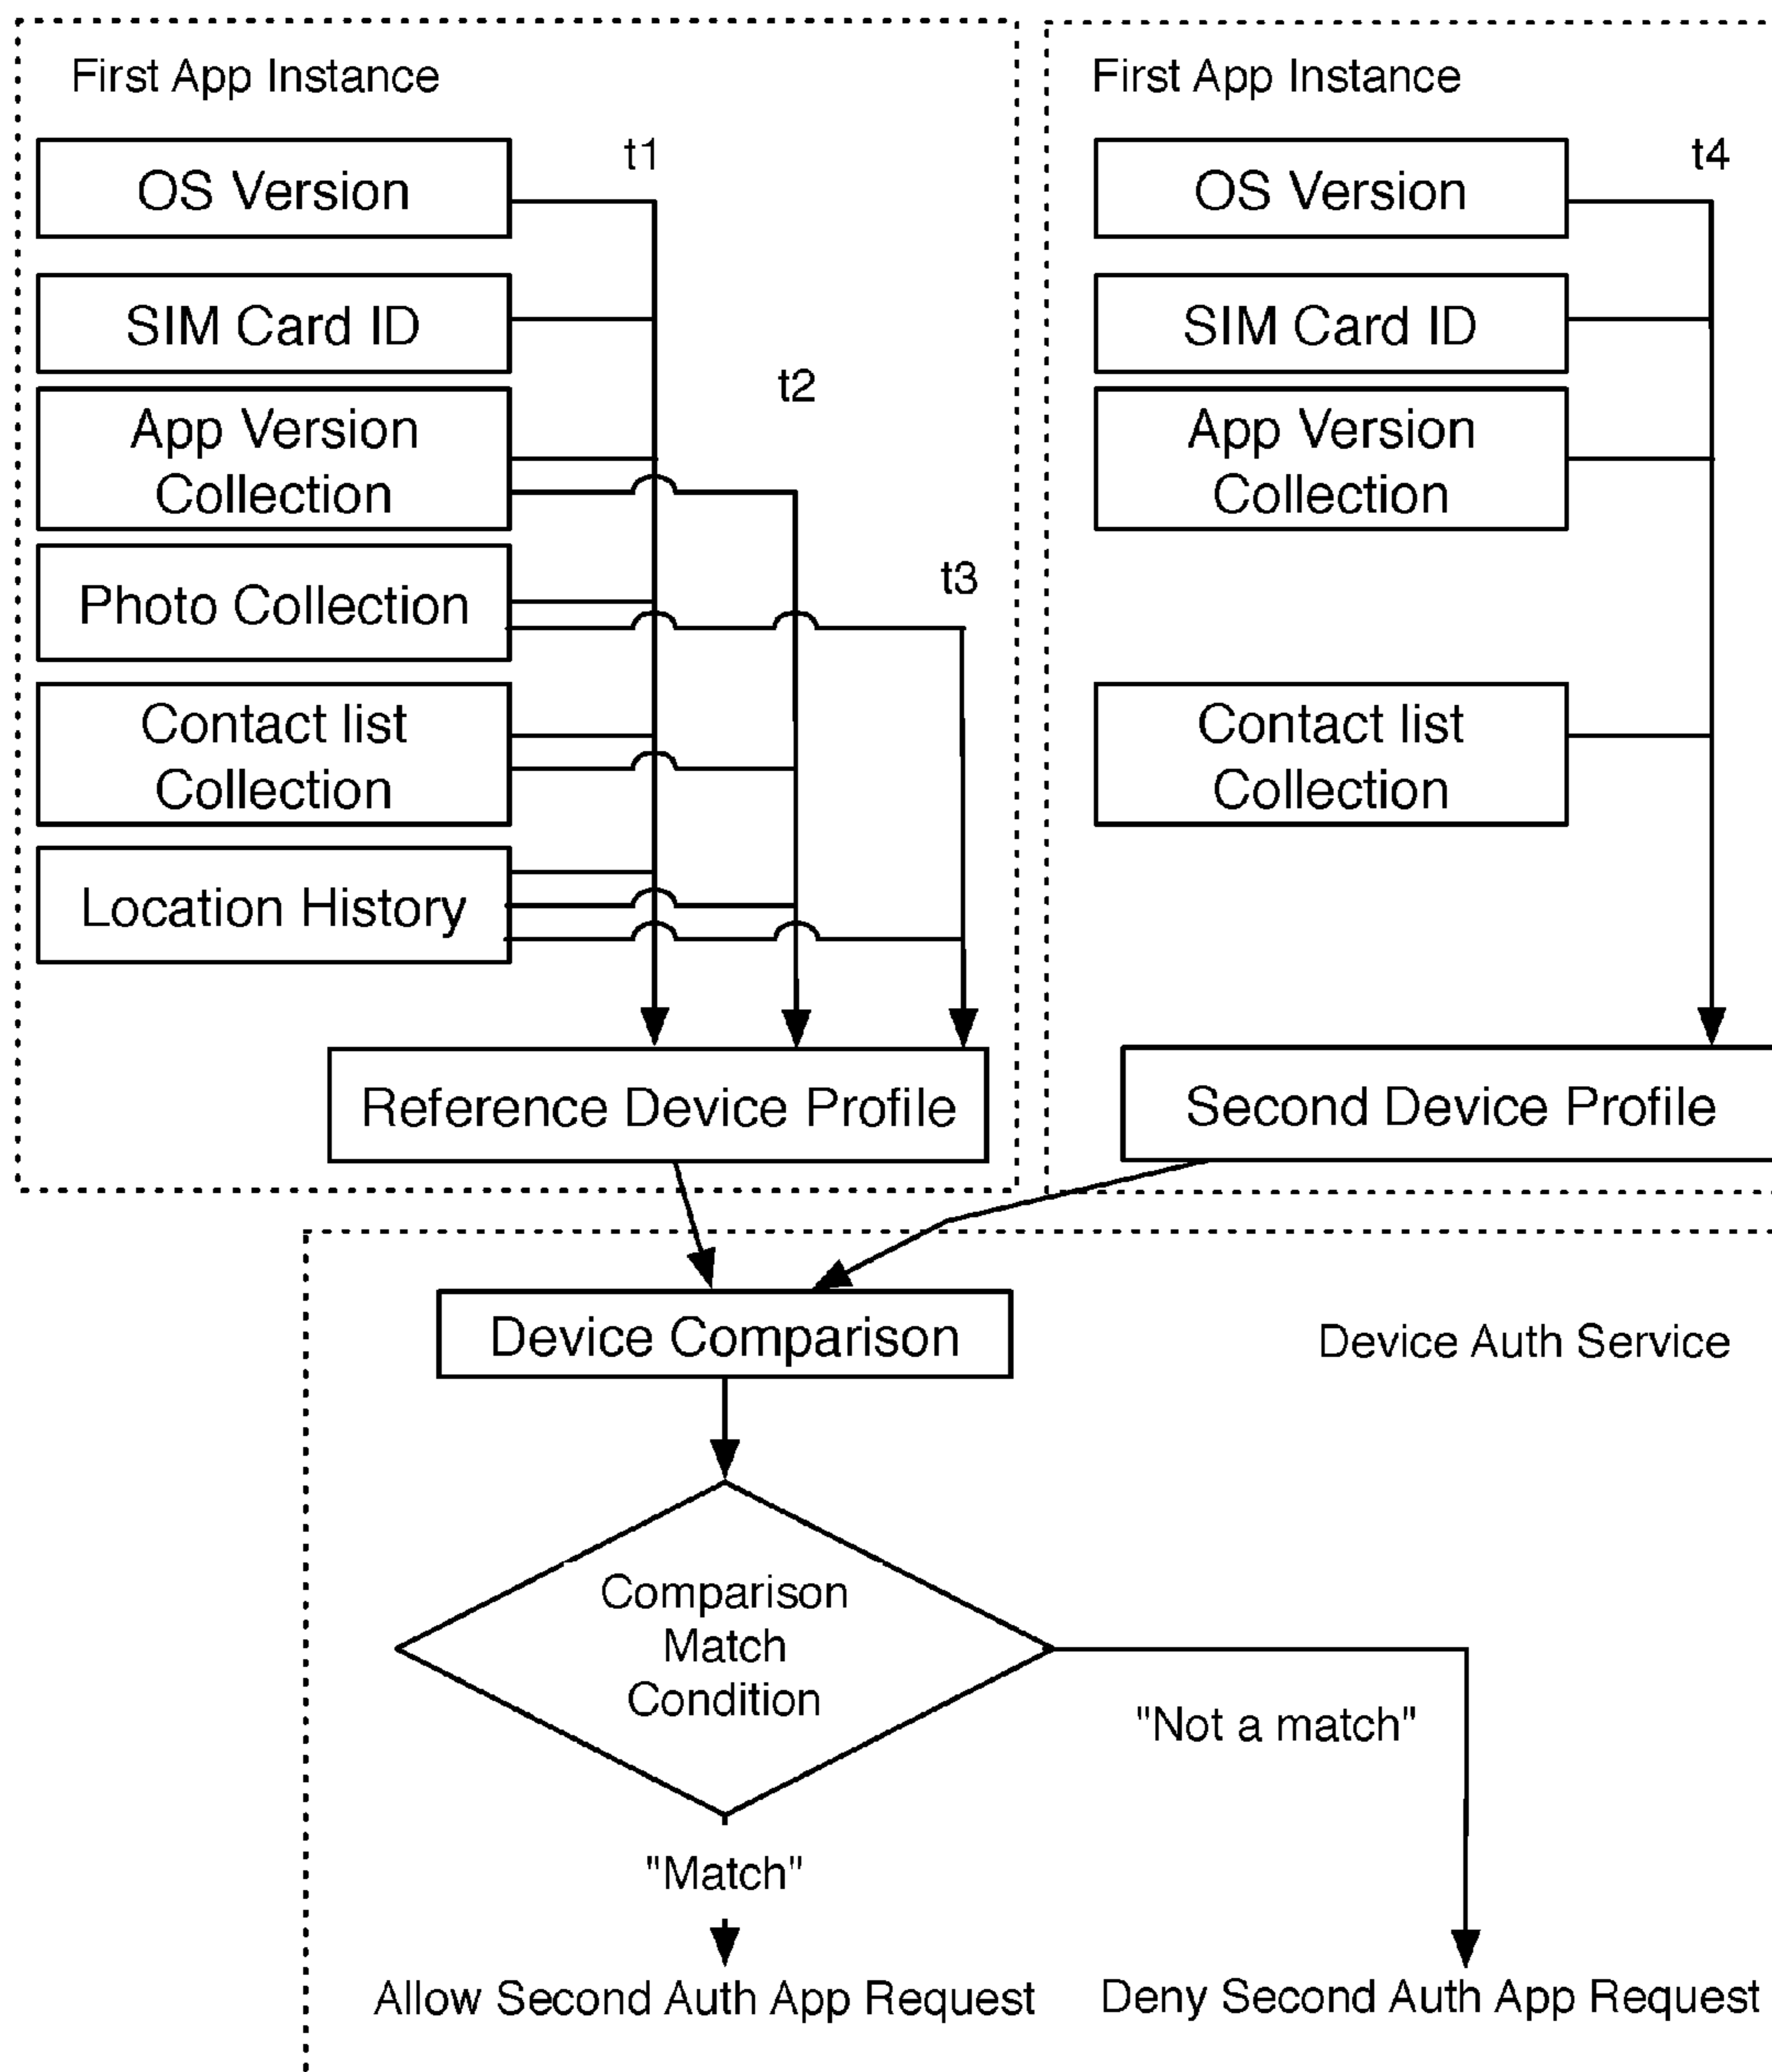 First App Instance
t1
OS Version
SIM Card ID
t2
App Version
Collection
t3
Photo Collection
Contact list
Collection
Location History
Reference Device Profile
First App Instance
t4
OS Version
SIM Card ID
App Version
Collection
Contact list
Collection
Second Device Profile
Device Comparison
Device Auth Service
Comparison
Match
Condition
"Not a match"
"Match"
Allow Second Auth App Request
Deny Second Auth App Request